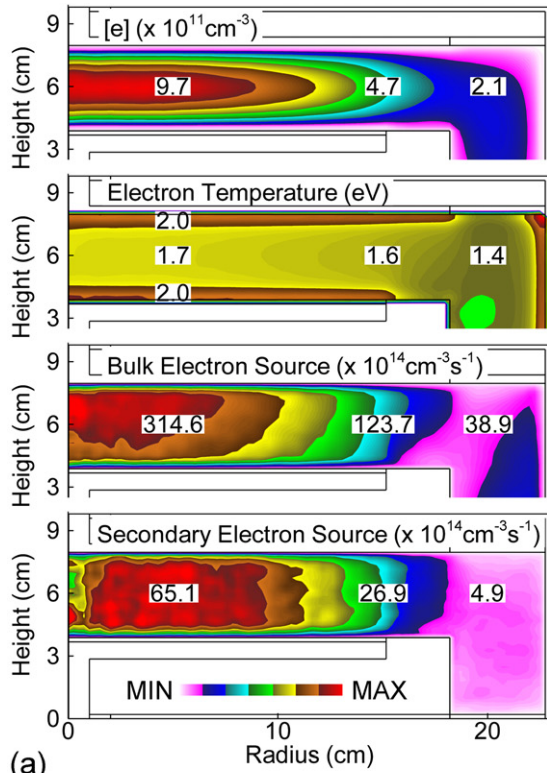 [e] (x 10¹¹cm⁻³)
9
6
3
Height (cm)
9.7
4.7
2.1
Electron Temperature (eV)
9
6
3
Height (cm)
2.0
1.7
1.6
1.4
2.0
Bulk Electron Source (x 10¹⁴cm⁻³s⁻¹)
9
6
3
Height (cm)
314.6
123.7
38.9
Secondary Electron Source (x 10¹⁴cm⁻³s⁻¹)
9
6
3
0
Height (cm)
65.1
26.9
4.9
MIN
MAX
0
10
20
Radius (cm)
(a)